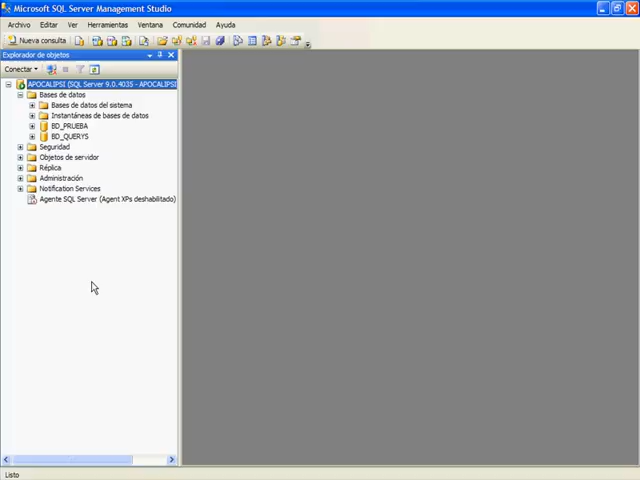 Microsoft SQL Server Management Studio
Archivo Editar Ver Herramientas Ventana Comunidad Ayuda
Nueva consulta
Explorador de objetos
Conectar
APOCALIPSI (SQL Server 9.0.4035 - APOCALIPSI
Bases de datos
Bases de datos del sistema
Instantáneas de bases de datos
BD_PRUEBA
BD_QUERYS
Seguridad
Objetos de servidor
Réplica
Administración
Notification Services
Agente SQL Server (Agent XPs deshabilitado)
Listo